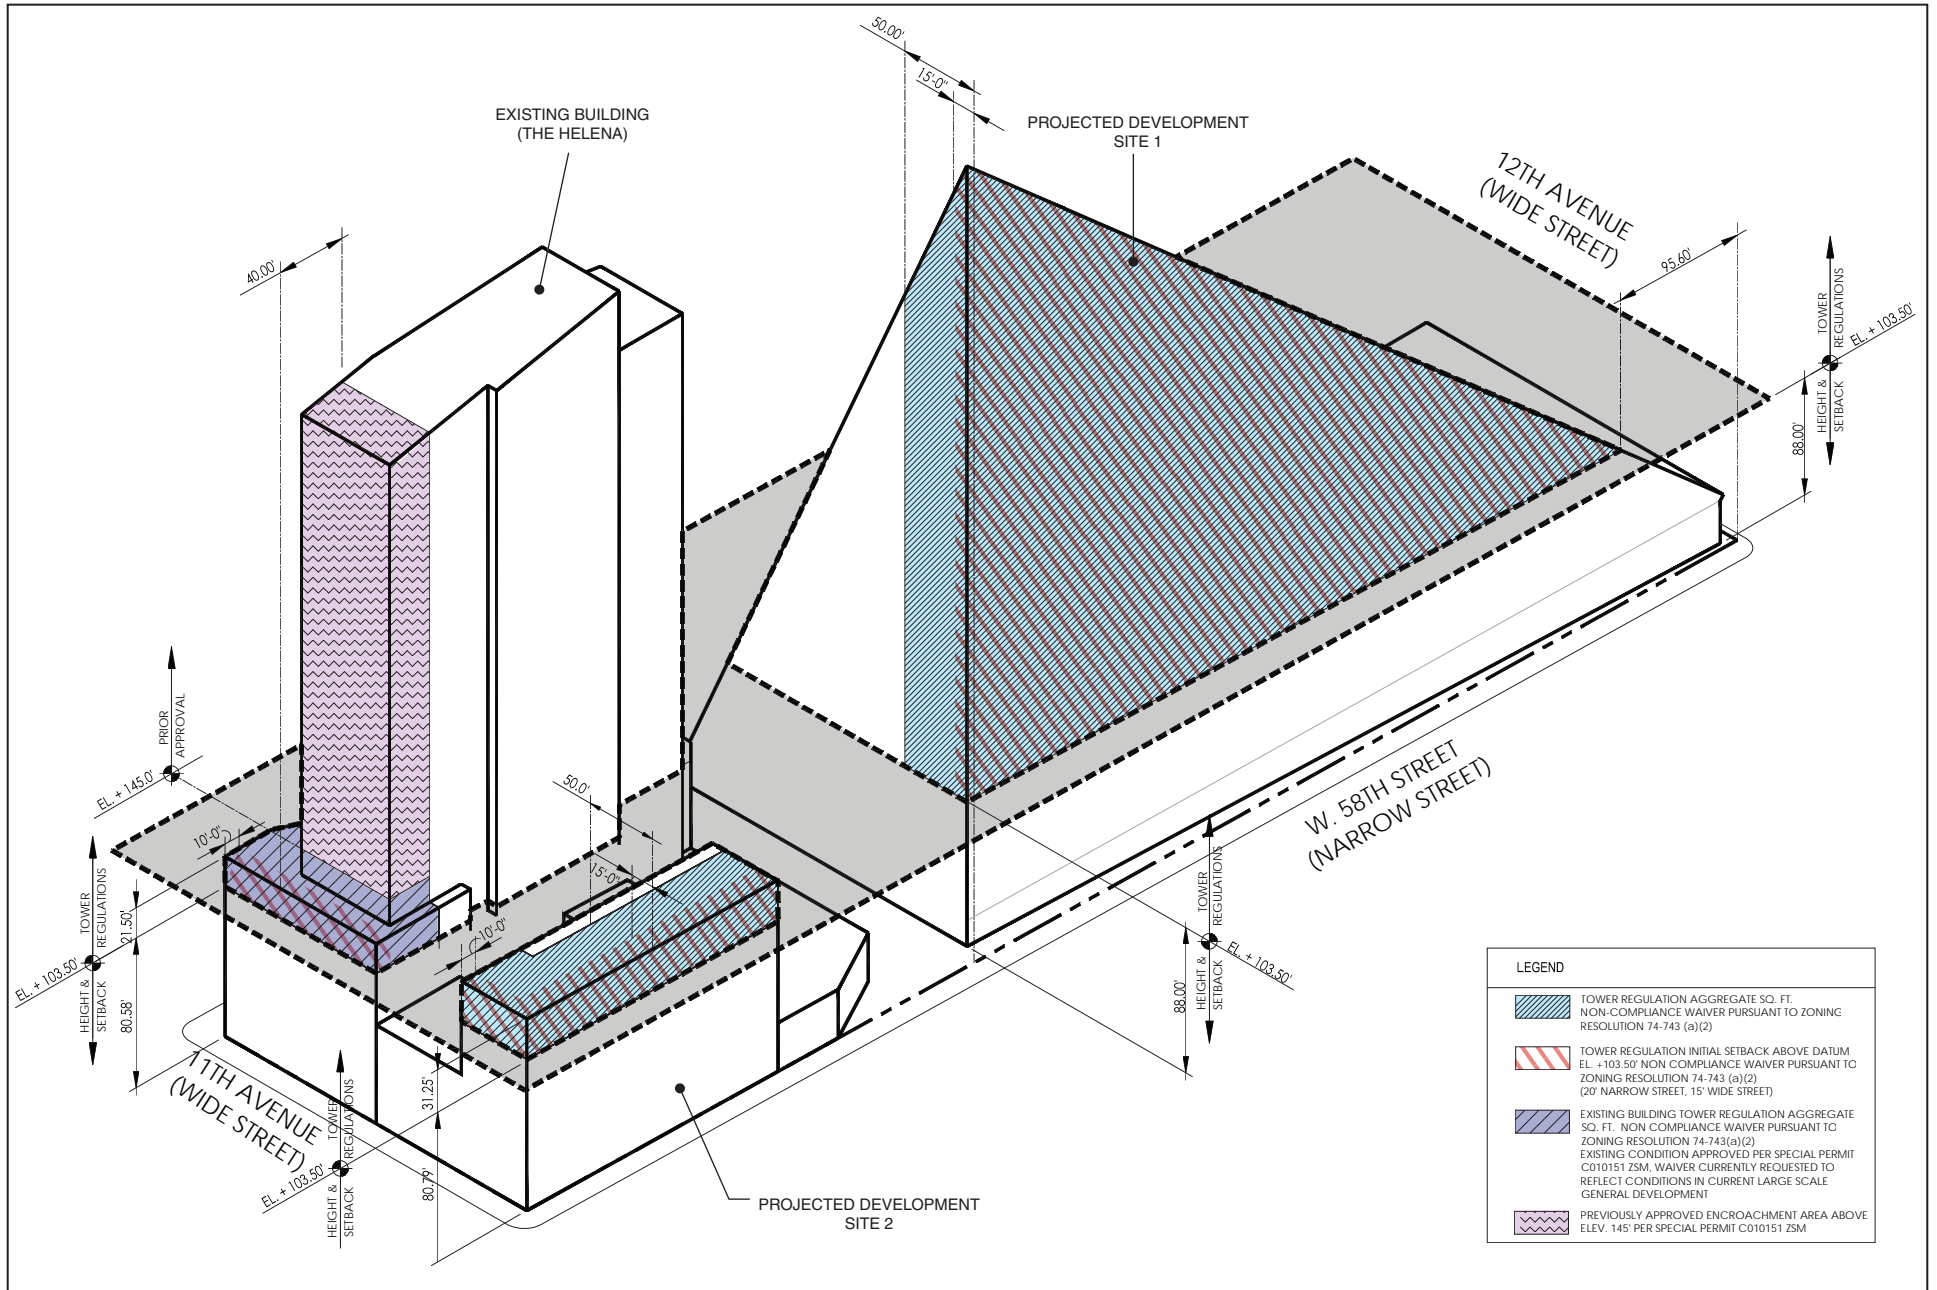 50.00'
15'-0"
EXISTING BUILDING
(THE HELENA)
PROJECTED DEVELOPMENT
SITE 1
12TH AVENUE
(WIDE STREET)
95.60'
40.00'
TOWER
REGULATIONS
EL. + 103.50'
HEIGHT &
SETBACK
88.00'
PRIOR
APPROVAL
EL. + 145.0'
10'-0"
50.0'
15'-0"
10'-0"
W. 58TH STREET
(NARROW STREET)
TOWER
REGULATIONS
21.50'
EL. + 103.50'
HEIGHT &
SETBACK
80.58'
TOWER
REGULATIONS
EL. + 103.50'
HEIGHT &
SETBACK
88.00'
11TH AVENUE
(WIDE STREET)
TOWER
REGULATIONS
31.25'
EL. + 103.50'
HEIGHT &
SETBACK
80.79'
PROJECTED DEVELOPMENT
SITE 2
LEGEND
TOWER REGULATION AGGREGATE SQ. FT.
NON-COMPLIANCE WAIVER PURSUANT TO ZONING
RESOLUTION 74-743 (a)(2)
TOWER REGULATION INITIAL SETBACK ABOVE DATUM
EL. +103.50' NON COMPLIANCE WAIVER PURSUANT TO
ZONING RESOLUTION 74-743 (a)(2)
(20' NARROW STREET, 15' WIDE STREET)
EXISTING BUILDING TOWER REGULATION AGGREGATE
SQ. FT. NON COMPLIANCE WAIVER PURSUANT TO
ZONING RESOLUTION 74-743(a)(2)
EXISTING CONDITION APPROVED PER SPECIAL PERMIT
C010151 ZSM, WAIVER CURRENTLY REQUESTED TO
REFLECT CONDITIONS IN CURRENT LARGE SCALE
GENERAL DEVELOPMENT
PREVIOUSLY APPROVED ENCROACHMENT AREA ABOVE
ELEV. 145' PER SPECIAL PERMIT C010151 ZSM